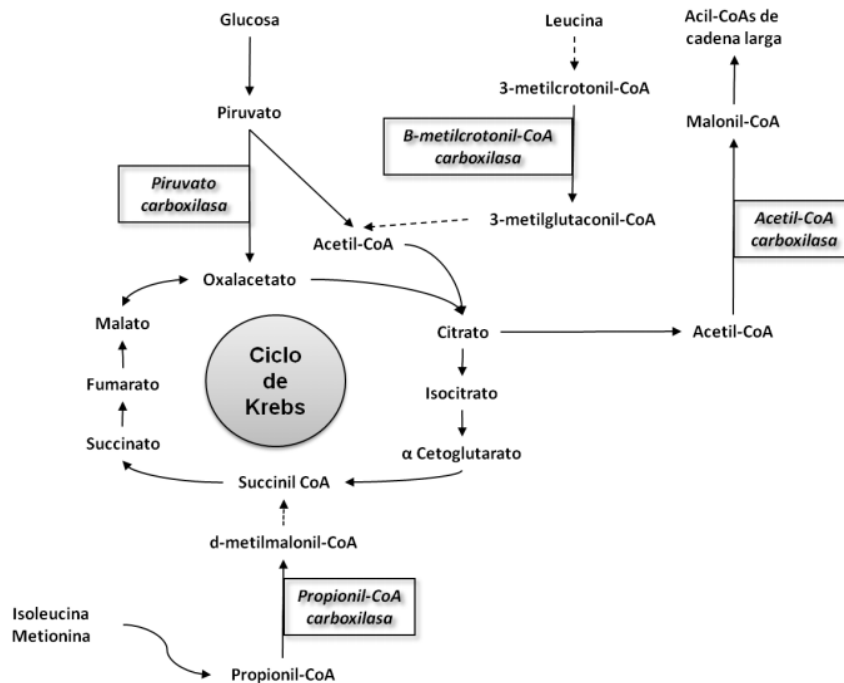 Glucosa
Leucina
Acil-CoAs de
cadena larga
3-metilcrotonil-CoA
Piruvato
Malonil-CoA
B-metilcrotonil-CoA
carboxilasa
Piruvato
carboxilasa
3-metilglutaconil-CoA
Acetil-CoA
carboxilasa
Acetil-CoA
Oxalacetato
Malato
Citrato
Acetil-CoA
Ciclo
de
Krebs
Fumarato
Isocitrato
Succinato
α Cetoglutarato
Succinil CoA
d-metilmalonil-CoA
Propionil-CoA
carboxilasa
Isoleucina
Metionina
Propionil-CoA